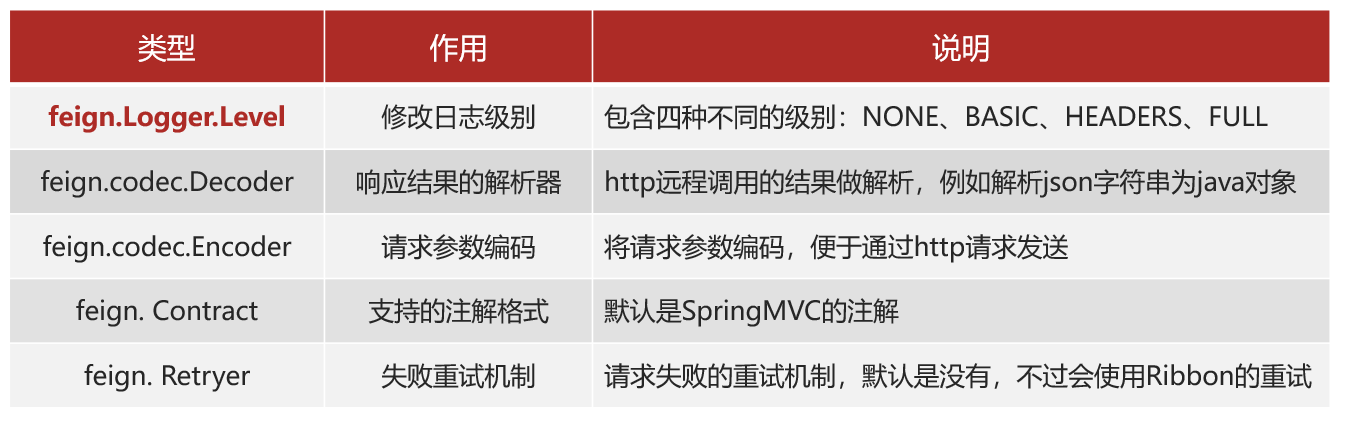 类型 作用 说明
feign.Logger.Level 修改日志级别 包含四种不同的级别：NONE、BASIC、HEADERS、FULL
feign.codec.Decoder 响应结果的解析器 http远程调用的结果做解析，例如解析json字符串为java对象
feign.codec.Encoder 请求参数编码 将请求参数编码，便于通过http请求发送
feign. Contract 支持的注解格式 默认是SpringMVC的注解
feign. Retryer 失败重试机制 请求失败的重试机制，默认是没有，不过会使用Ribbon的重试